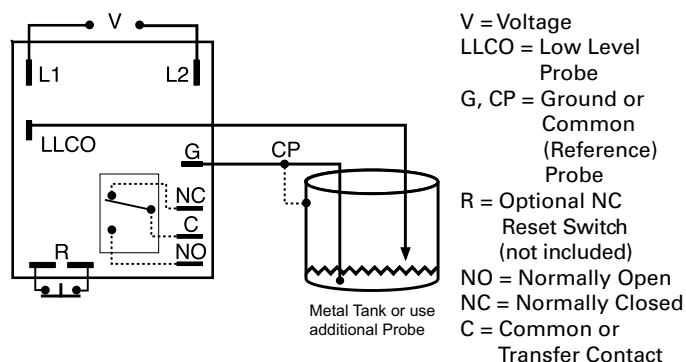 V
L1
L2
LLCO
G
CP
NC
C
NO
R
Metal Tank or use
additional Probe
V = Voltage
LLCO = Low Level
Probe
G, CP = Ground or
Common
(Reference)
Probe
R = Optional NC
Reset Switch
(not included)
NO = Normally Open
NC = Normally Closed
C = Common or
Transfer Contact